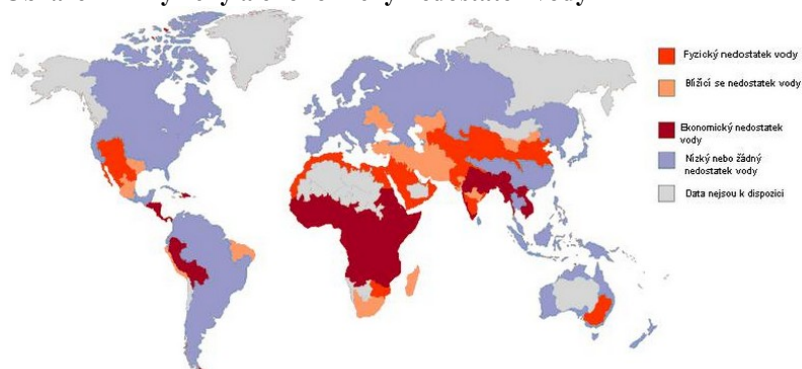 Fyzický nedostatek vody
Blížící se nedostatek vody
Ekonomický nedostatek
vody
Nízký nebo žádný
nedostatek vody
Data nejsou k dispozici